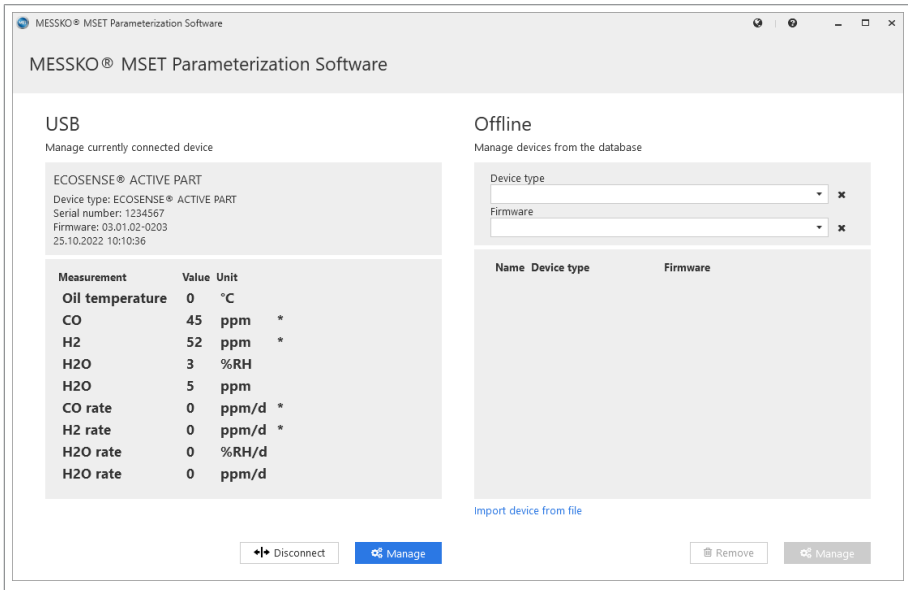 MESSKO® MSET Parameterization Software
MESSKO® MSET Parameterization Software
USB
Manage currently connected device
ECOSENSE® ACTIVE PART
Device type: ECOSENSE® ACTIVE PART
Serial number: 1234567
Firmware: 03.01.02-0203
25.10.2022 10:10:36
Measurement Value Unit
Oil temperature 0 °C
CO 45 ppm *
H2 52 ppm *
H2O 3 %RH
H2O 5 ppm
CO rate 0 ppm/d *
H2 rate 0 ppm/d *
H2O rate 0 %RH/d
H2O rate 0 ppm/d
Disconnect
Manage
Offline
Manage devices from the database
Device type
Firmware
Name Device type Firmware
Import device from file
Remove
Manage